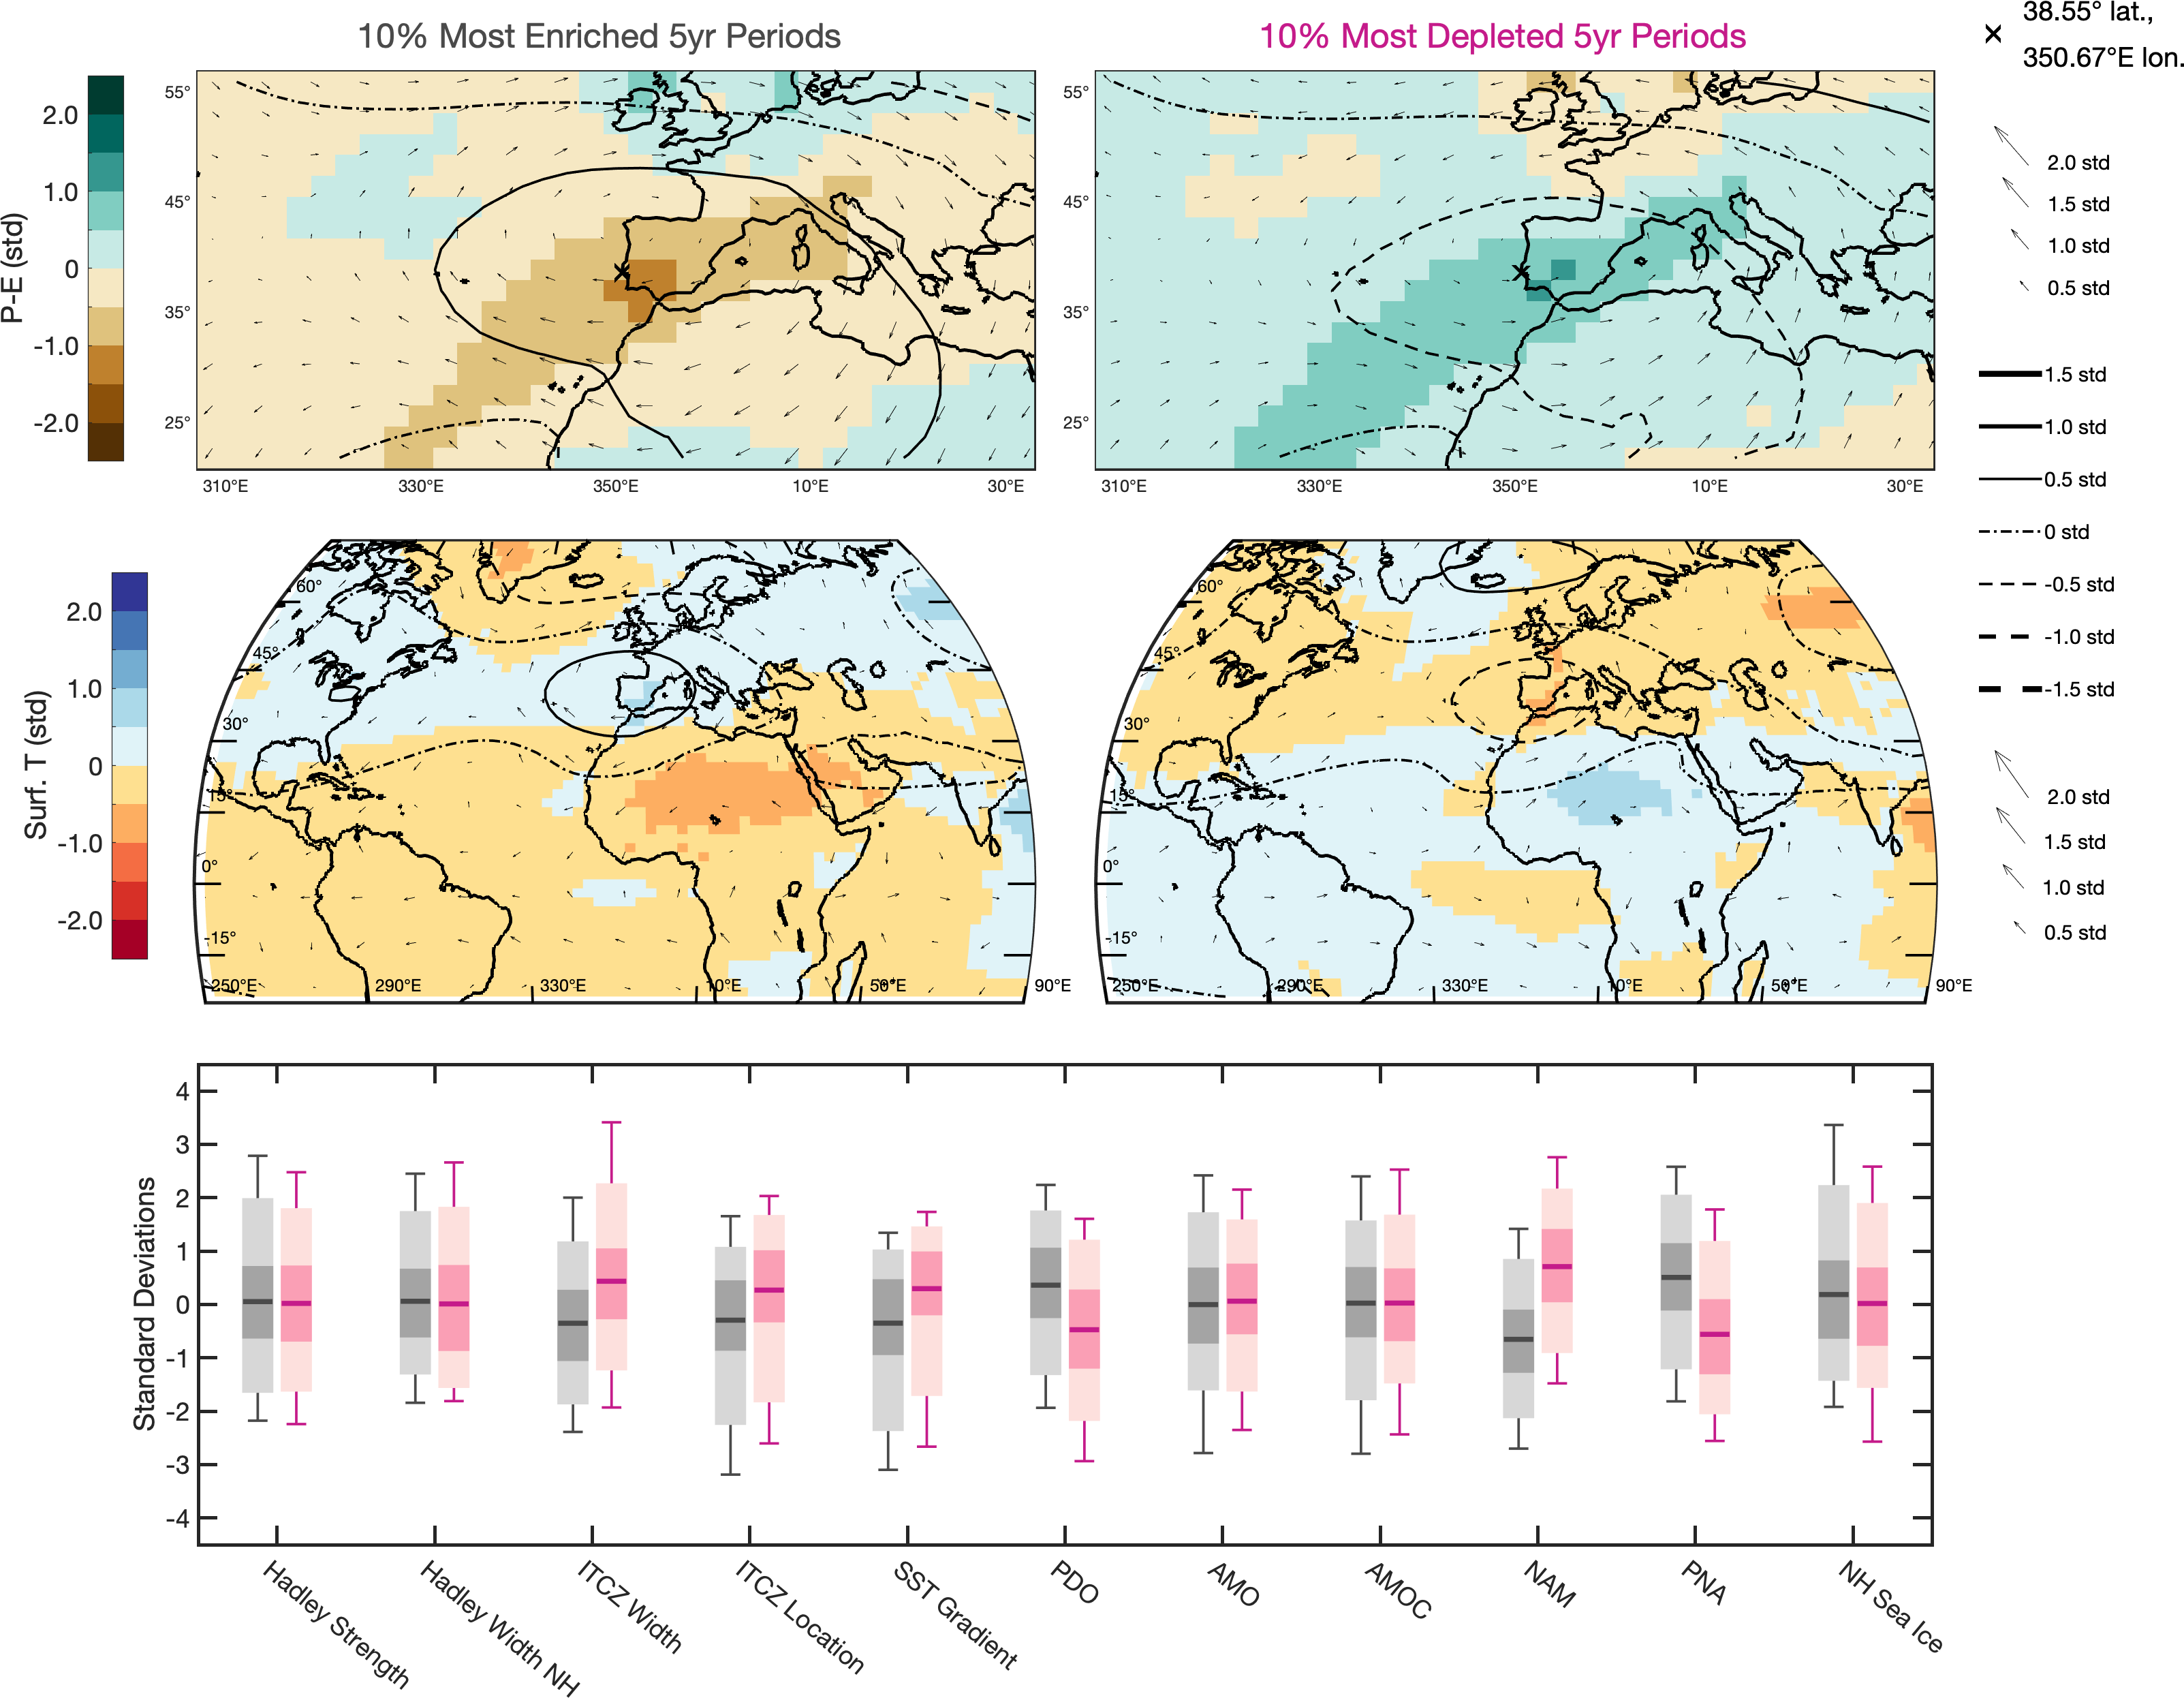 10% Most Enriched 5yr Periods
10% Most Depleted 5yr Periods
38.55° lat.,
350.67°E lon.
P-E (std)
2.0
1.0
0
-1.0
-2.0
55°
45°
35°
25°
310°E
330°E
350°E
10°E
30°E
55°
45°
35°
25°
310°E
330°E
350°E
10°E
30°E
2.0 std
1.5 std
1.0 std
0.5 std
1.5 std
1.0 std
0.5 std
0 std
-0.5 std
-1.0 std
-1.5 std
Surf. T (std)
2.0
1.0
0
-1.0
-2.0
60°
45°
30°
15°
0°
-15°
250°E
290°E
330°E
10°E
50°E
90°E
60°
45°
30°
15°
0°
-15°
250°E
290°E
330°E
10°E
50°E
90°E
2.0 std
1.5 std
1.0 std
0.5 std
Standard Deviations
4
3
2
1
0
-1
-2
-3
-4
Hadley Strength
Hadley Width NH
ITCZ Width
ITCZ Location
SST Gradient
PDO
AMO
AMOC
NAM
PNA
NH Sea Ice